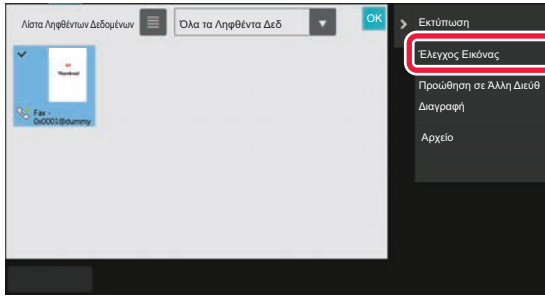 Λίστα Ληφθέντων Δεδομένων
Όλα τα Ληφθέντα Δεδ
OK
Εκτύπωση
Έλεγχος Εικόνας
Προώθηση σε Άλλη Διεύθ
Διαγραφή
Αρχείο
Thumbnail
Fax -
0x0001@dummy